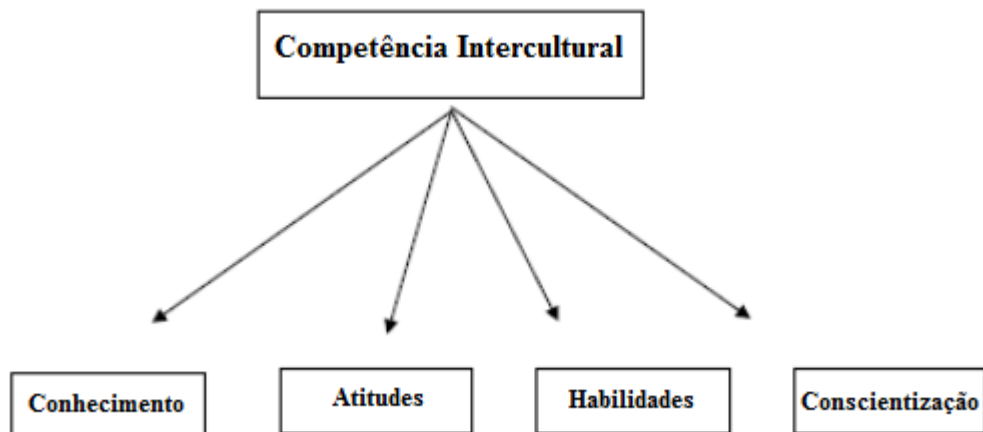 Competência Intercultural
Conhecimento
Atitudes
Habilidades
Conscientização